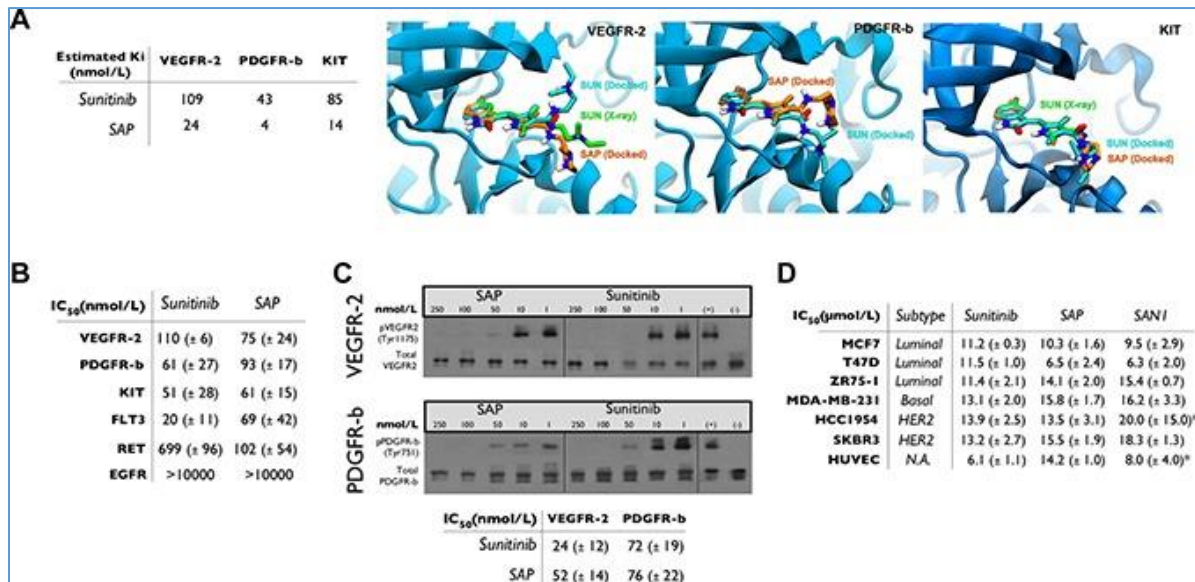 A
Estimated Ki (nmol/L) VEGFR-2 PDGFR-b KIT
Sunitinib 109 43 85
SAP 24 4 14
VEGFR-2
SUN (Docked)
SUN (X-ray)
SAP (Docked)
PDGFR-b
SAP (Docked)
SUN (Docked)
KIT
SUN (X-ray)
SUN (Docked)
SAP (Docked)
B
IC50(nmol/L) Sunitinib SAP
VEGFR-2 110 (± 6) 75 (± 24)
PDGFR-b 61 (± 27) 93 (± 17)
KIT 51 (± 28) 61 (± 15)
FLT3 20 (± 11) 69 (± 42)
RET 699 (± 96) 102 (± 54)
EGFR >10000 >10000
C
SAP Sunitinib
nmol/L 250 100 50 10 1 250 100 50 10 1 (+) (-)
VEGFR-2
pVEGFR2
(Tyr1175)
Total
VEGFR2
SAP Sunitinib
nmol/L 250 100 50 10 1 250 100 50 10 1 (+) (-)
PDGFR-b
pPDGFR-b
(Tyr751)
Total
PDGFR-b
IC50(nmol/L) VEGFR-2 PDGFR-b
Sunitinib 24 (± 12) 72 (± 19)
SAP 52 (± 14) 76 (± 22)
D
IC50(μmol/L) Subtype Sunitinib SAP SAN1
MCF7 Luminal 11.2 (± 0.3) 10.3 (± 1.6) 9.5 (± 2.9)
T47D Luminal 11.5 (± 1.0) 6.5 (± 2.4) 6.3 (± 2.0)
ZR75-1 Luminal 11.4 (± 2.1) 14.1 (± 2.0) 15.4 (± 0.7)
MDA-MB-231 Basal 13.1 (± 2.0) 15.8 (± 1.7) 16.2 (± 3.3)
HCC1954 HER2 13.9 (± 2.5) 13.5 (± 3.1) 20.0 (± 15.0)*
SKBR3 HER2 13.2 (± 2.7) 15.5 (± 1.9) 18.3 (± 1.3)
HUVEC N.A. 6.1 (± 1.1) 14.2 (± 1.0) 8.0 (± 4.0)*